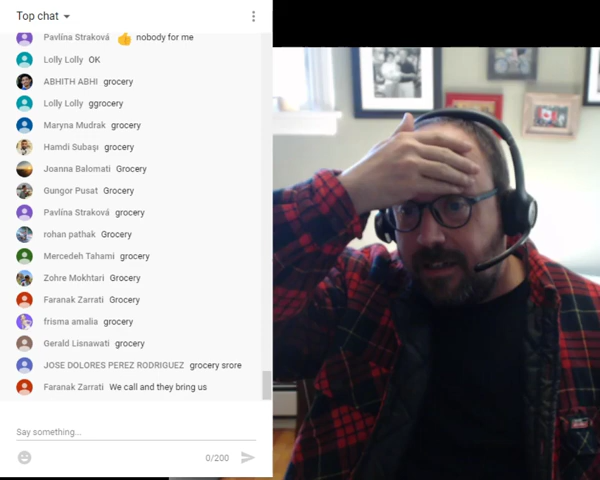 Top chat
Pavlína Straková 👍 nobody for me
Lolly Lolly OK
ABHITH ABHI grocery
Lolly Lolly ggrocery
Maryna Mudrak grocery
Hamdi Subaşı grocery
Joanna Balomati Grocery
Gungor Pusat Grocery
Pavlína Straková grocery
rohan pathak Grocery
Mercedeh Tahami grocery
Zohre Mokhtari Grocery
Faranak Zarrati Grocery
frisma amalia grocery
Gerald Lisnawati grocery
JOSE DOLORES PEREZ RODRIGUEZ grocery srore
Faranak Zarrati We call and they bring us
Say something...
0/200